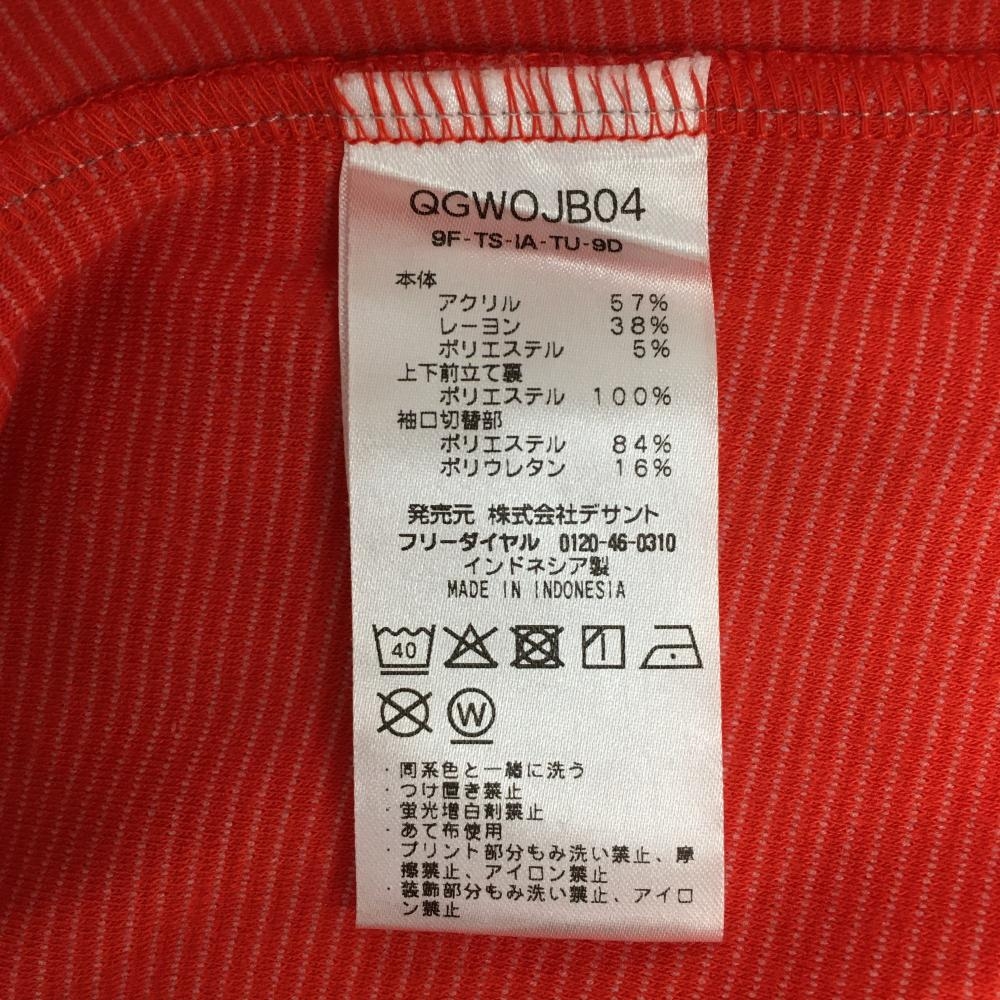 QGWOJB04
9F-TS-IA-TU-9D
本体
アクリル 57%
レーヨン 38%
ポリエステル 5%
上下前立て裏
ポリエステル 100%
袖口切替部
ポリエステル 84%
ポリウレタン 16%
発売元 株式会社デサント
フリーダイヤル 0120-46-0310
インドネシア製
MADE IN INDONESIA
40
W
・同系色と一緒に洗う
・つけ置き禁止
・蛍光増白剤禁止
・あて布使用
・プリント部分もみ洗い禁止、摩
擦禁止、アイロン禁止
・装飾部分もみ洗い禁止、アイロ
ン禁止